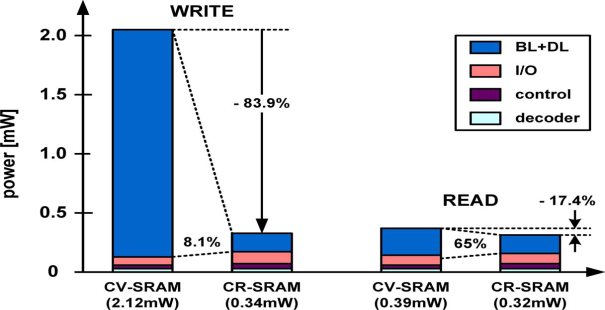 WRITE
2.0
1.5
1.0
0.5
0
power [mW]
BL+DL
I/O
control
decoder
- 83.9%
8.1%
READ
- 17.4%
65%
CV-SRAM
(2.12mW)
CR-SRAM
(0.34mW)
CV-SRAM
(0.39mW)
CR-SRAM
(0.32mW)